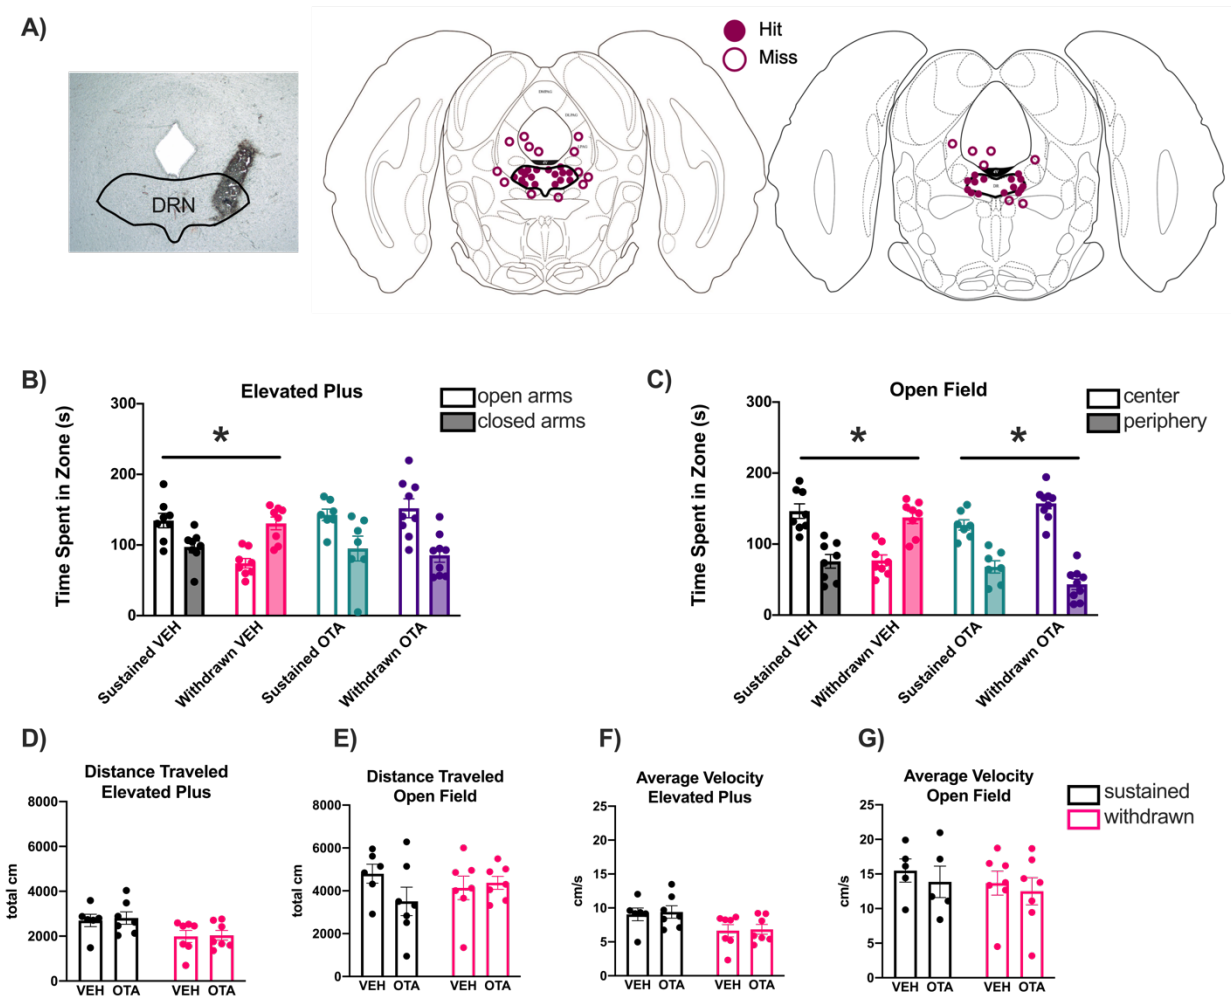 A)
Hit
Miss
DRN
B)
Elevated Plus
open arms
closed arms
Time Spent in Zone (s)
300
200
100
0
*
Sustained VEH
Withdrawn VEH
Sustained OTA
Withdrawn OTA
C)
Open Field
center
periphery
Time Spent in Zone (s)
300
200
100
0
*
*
Sustained VEH
Withdrawn VEH
Sustained OTA
Withdrawn OTA
D)
Distance Traveled
Elevated Plus
total cm
8000
6000
4000
2000
0
VEH OTA VEH OTA
E)
Distance Traveled
Open Field
total cm
8000
6000
4000
2000
0
VEH OTA VEH OTA
F)
Average Velocity
Elevated Plus
cm/s
25
20
15
10
5
0
VEH OTA VEH OTA
G)
Average Velocity
Open Field
cm/s
25
20
15
10
5
0
VEH OTA VEH OTA
sustained
withdrawn